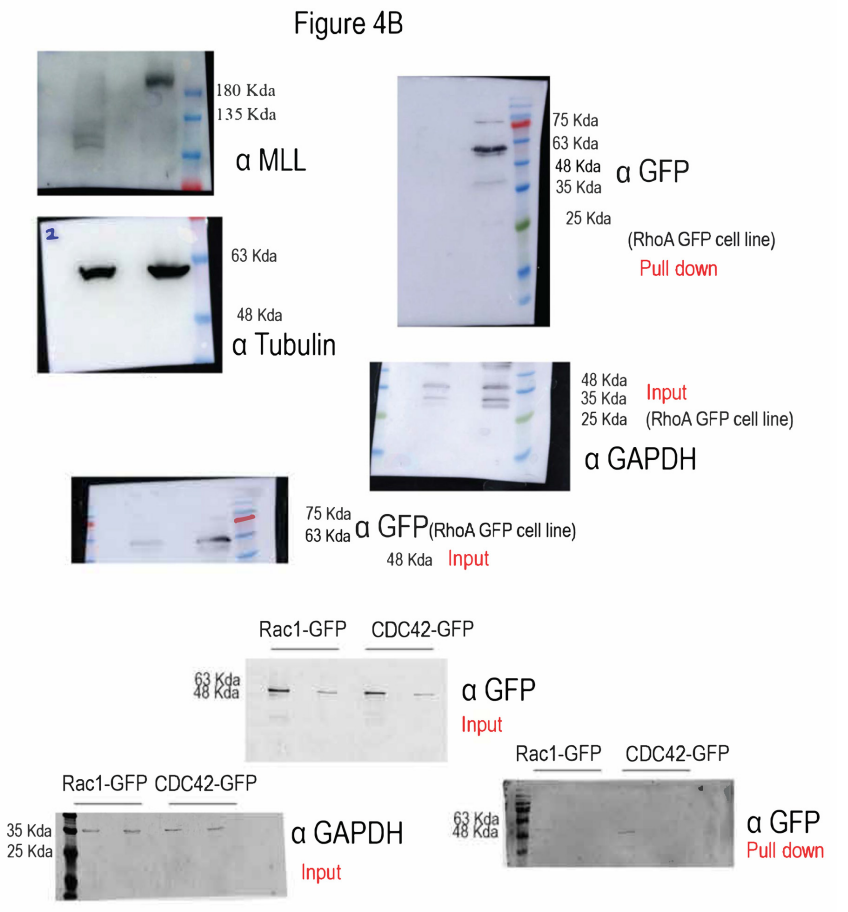 Figure 4B
180 Kda
135 Kda
α MLL
2
63 Kda
48 Kda
α Tubulin
75 Kda
63 Kda
48 Kda
35 Kda
α GFP
25 Kda
(RhoA GFP cell line)
Pull down
48 Kda
35 Kda
Input
25 Kda
(RhoA GFP cell line)
α GAPDH
75 Kda
63 Kda
α GFP(RhoA GFP cell line)
48 Kda
Input
Rac1-GFP
CDC42-GFP
63 Kda
48 Kda
α GFP
Input
Rac1-GFP
CDC42-GFP
35 Kda
25 Kda
α GAPDH
Input
Rac1-GFP
CDC42-GFP
63 Kda
48 Kda
α GFP
Pull down